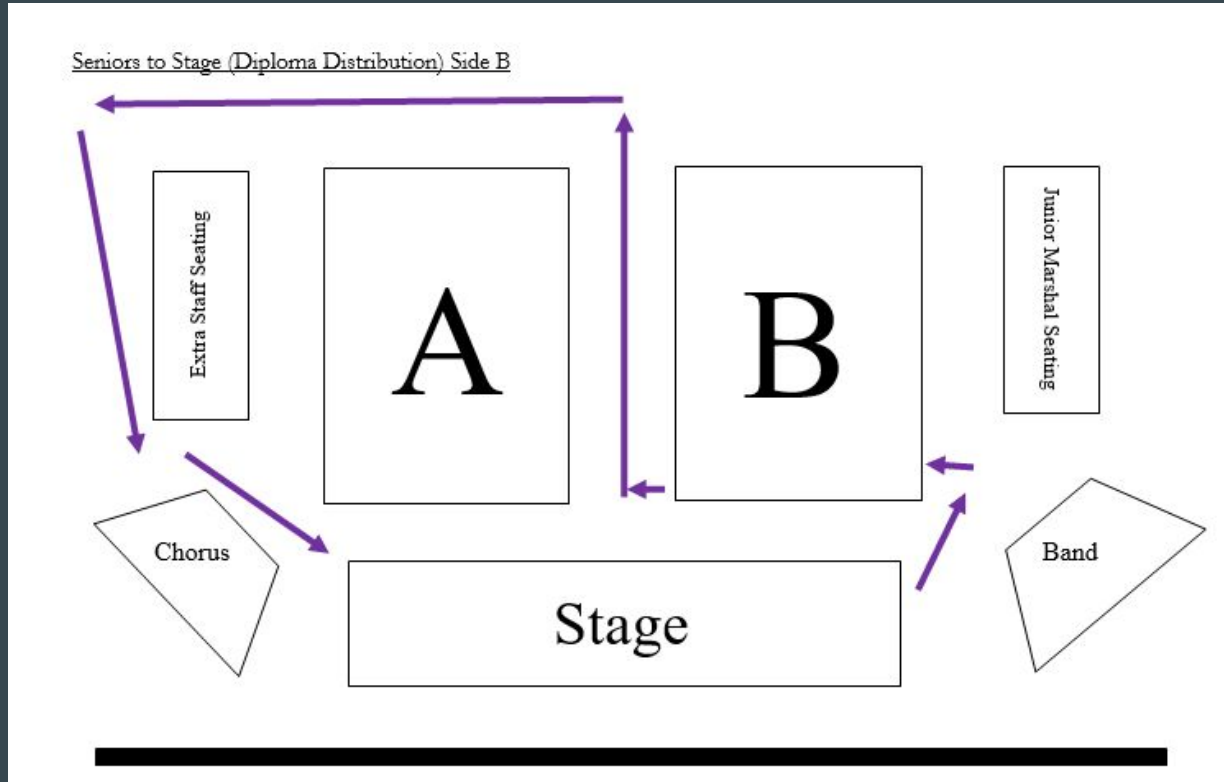 Seniors to Stage (Diploma Distribution) Side B
Extra Staff Seating
A
B
Junior Marshal Seating
Chorus
Band
Stage